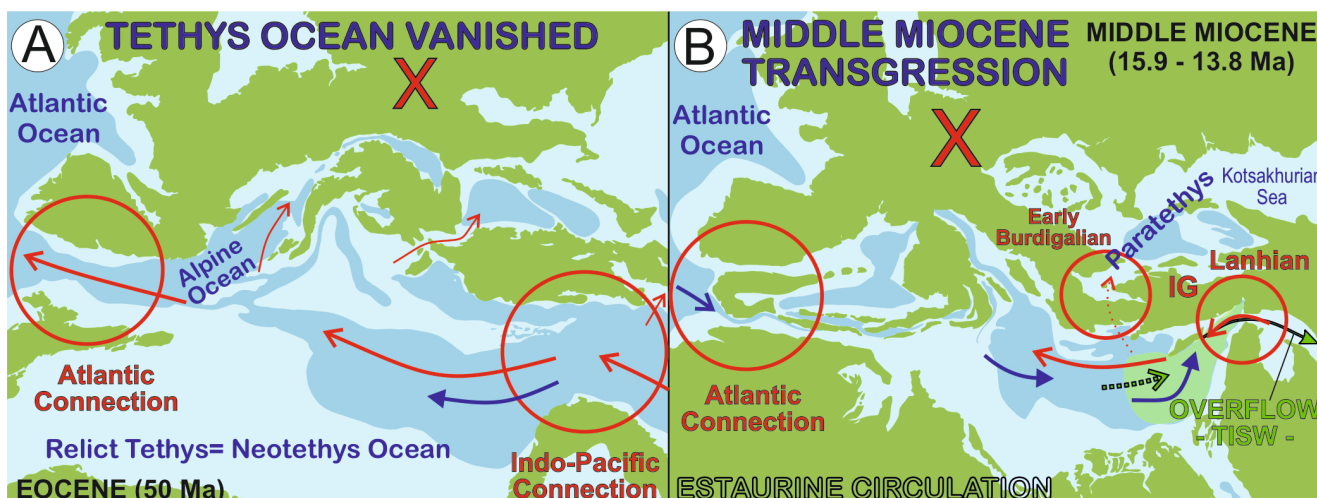 A
TETHYS OCEAN VANISHED
X
Atlantic
Ocean
Alpine
Ocean
Atlantic
Connection
Relict Tethys= Neotethys Ocean
Indo-Pacific
Connection
EOCENE (50 Ma)
B
MIDDLE MIOCENE
TRANSGRESSION
MIDDLE MIOCENE
(15.9 - 13.8 Ma)
X
Atlantic
Ocean
Kotsakhurian
Sea
Paratethys
Early
Burdigalian
IG
Lanhian
Atlantic
Connection
OVERFLOW
- TISW -
ESTAURINE CIRCULATION